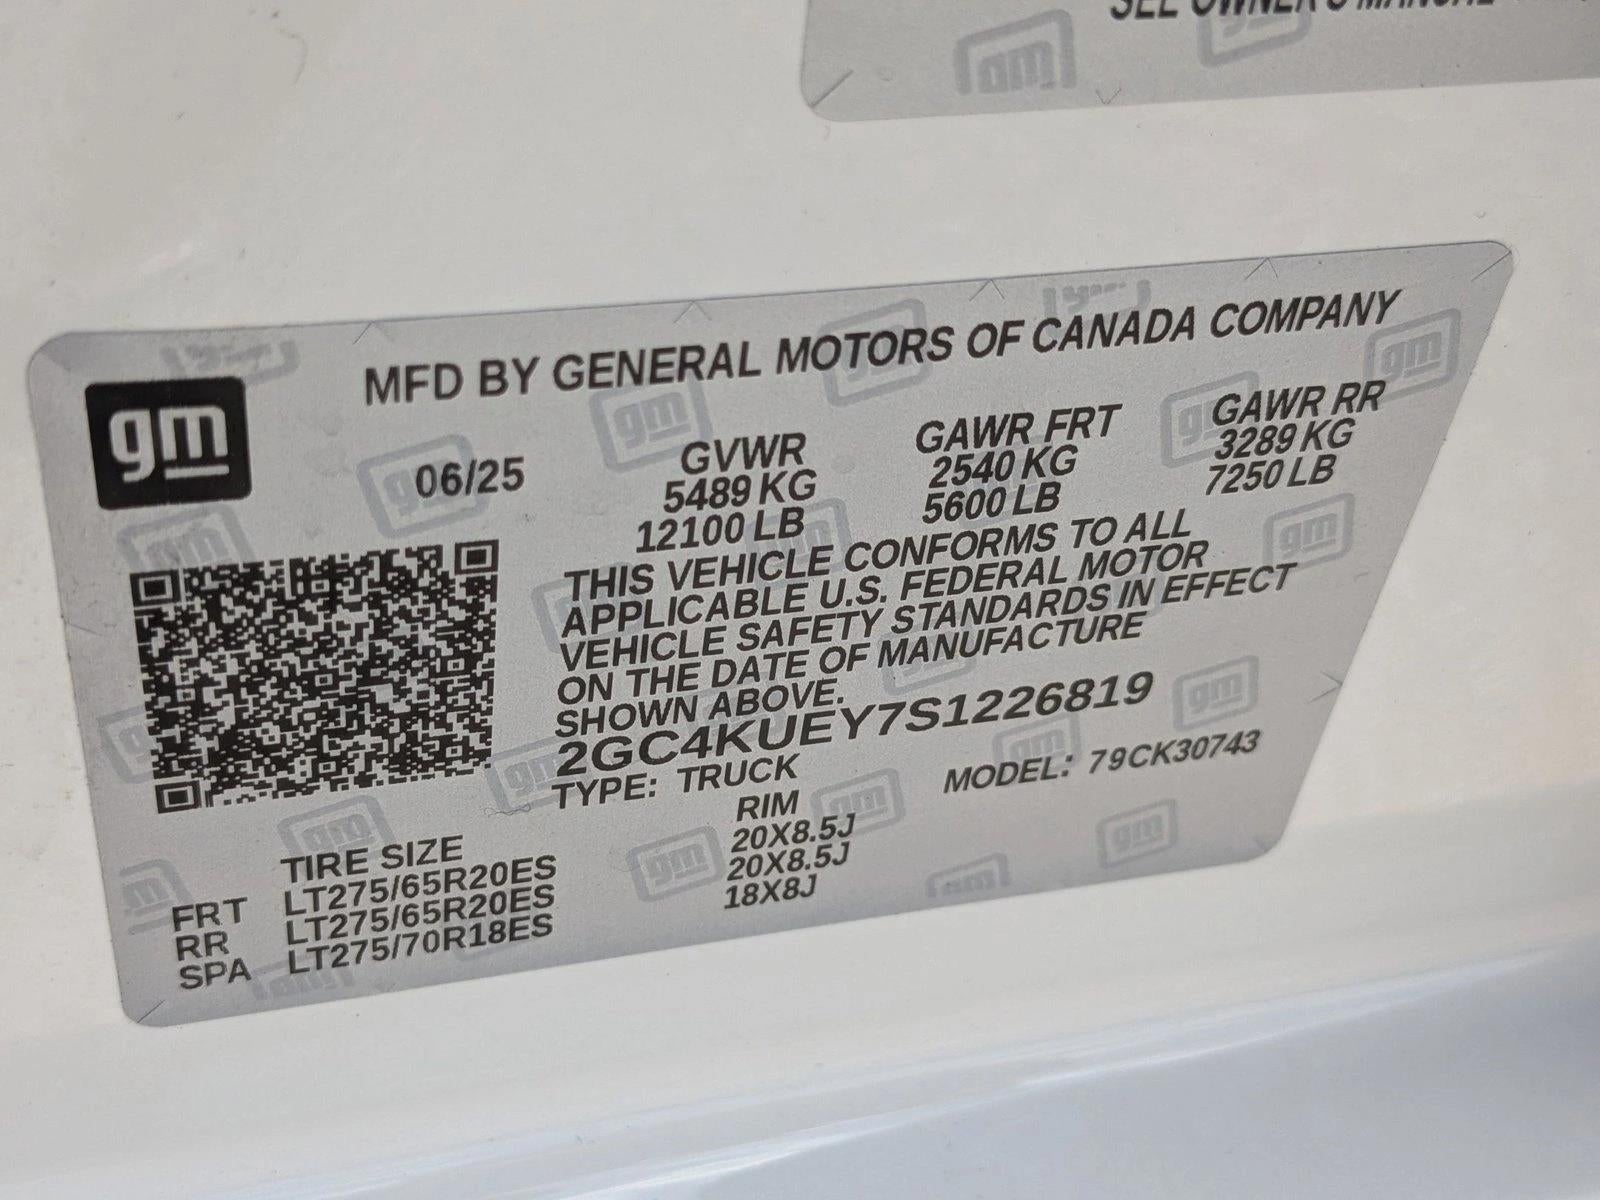 SEE OWNER'S MANUAL
MFD BY GENERAL MOTORS OF CANADA COMPANY
gm
06/25
GVWR GAWR FRT GAWR RR
5489 KG 2540 KG 3289 KG
12100 LB 5600 LB 7250 LB
THIS VEHICLE CONFORMS TO ALL
APPLICABLE U.S. FEDERAL MOTOR
VEHICLE SAFETY STANDARDS IN EFFECT
ON THE DATE OF MANUFACTURE
SHOWN ABOVE.
2GC4KUEY7S1226819
TYPE: TRUCK MODEL: 79CK30743
TIRE SIZE RIM
FRT LT275/65R20ES 20X8.5J
RR LT275/65R20ES 20X8.5J
SPA LT275/70R18ES 18X8J